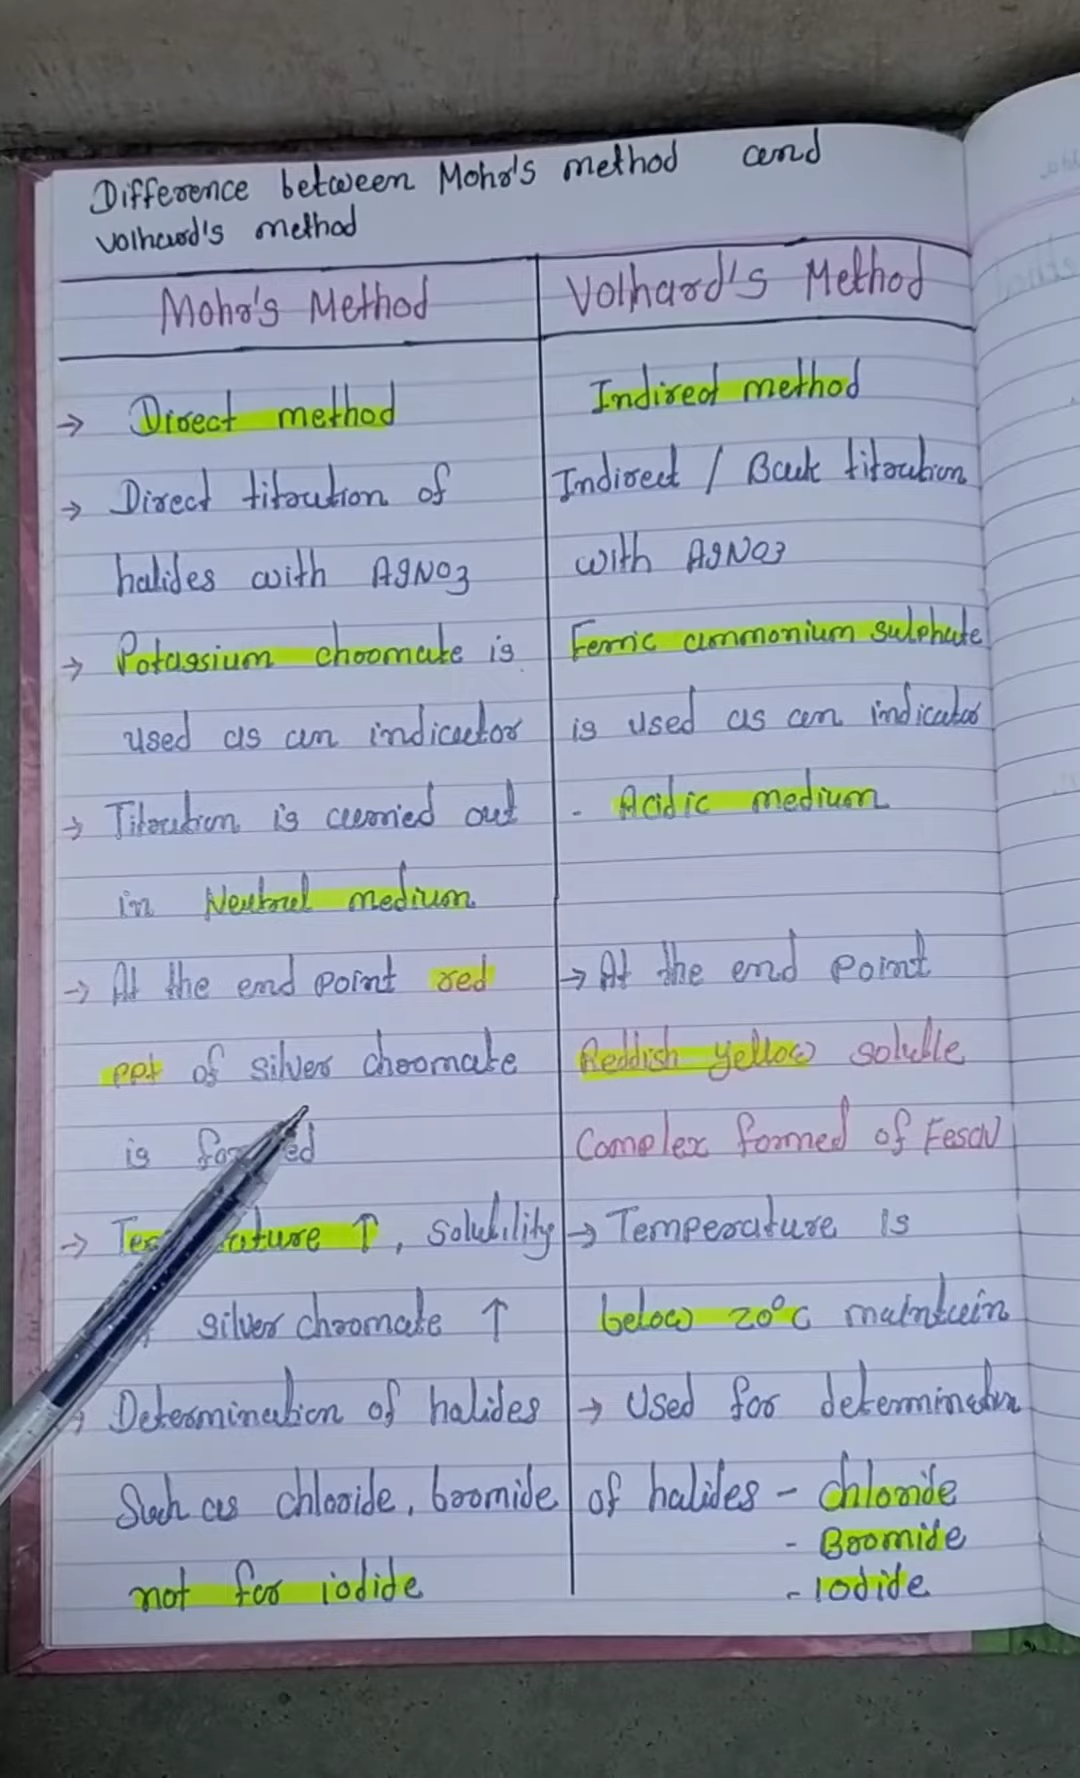 Difference between Mohr's method and
Volhard's method
Mohr's Method
Volhard's Method
→ Direct method
Indirect method
→ Direct titration of
halides with AgNO3
Indirect / Back titration
with AgNO3
→ Potassium chromate is
used as an indicator
Ferric ammonium sulphate
is used as an indicator
→ Titration is carried out
in Neutral medium
- Acidic medium
→ At the end point red
ppt of silver chromate
is formed
→ At the end point
Reddish yellow soluble
Complex formed of FeSCN
→ Temperature ↑, solubility
silver chromate ↑
→ Temperature is
below 20°C maintain
Determination of halides
Such as chloride, bromide
not for iodide
→ Used for determination
of halides - chloride
- Bromide
- Iodide